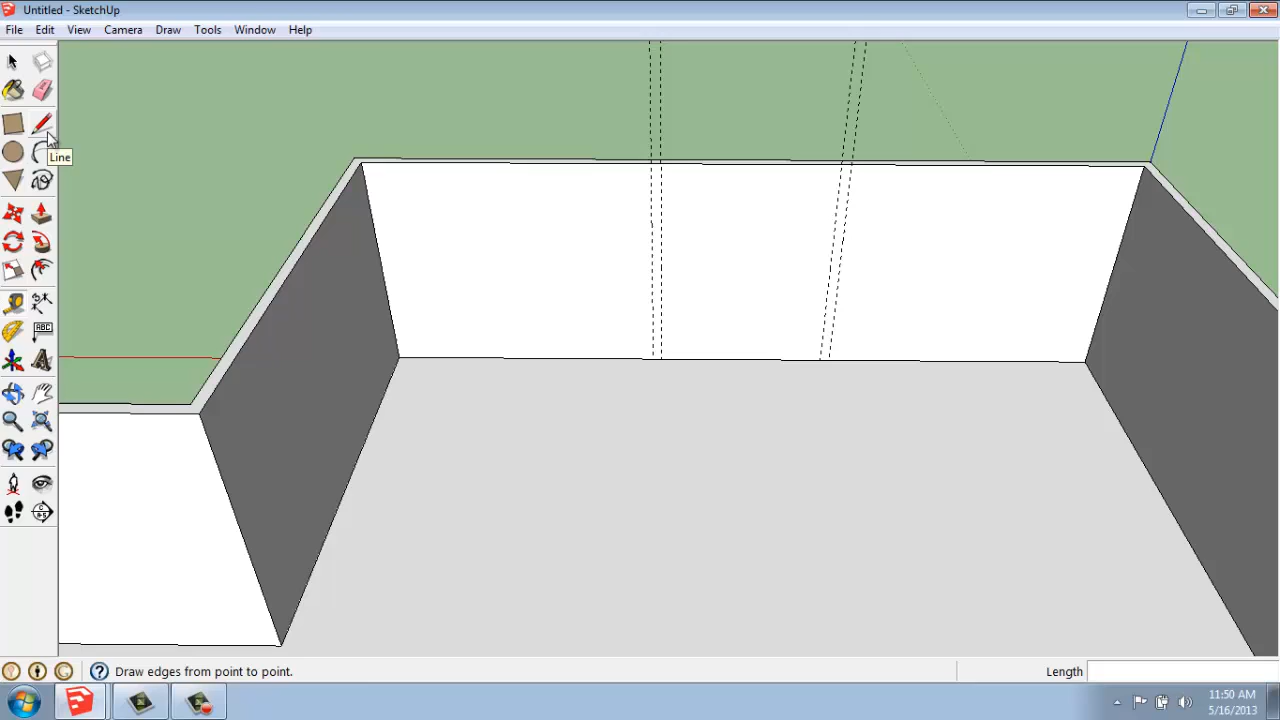 Untitled - SketchUp
File Edit View Camera Draw Tools Window Help
Line
ABC
A
C
A-S
? Draw edges from point to point.
Length
11:50 AM
5/16/2013